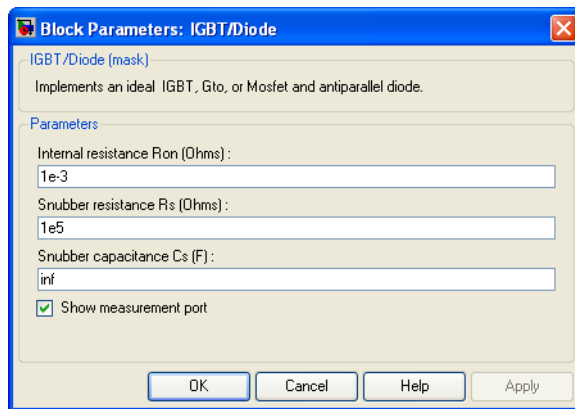 Block Parameters: IGBT/Diode
IGBT/Diode (mask)
Implements an ideal IGBT, Gto, or Mosfet and antiparallel diode.
Parameters
Internal resistance Ron (Ohms) :
1e-3
Snubber resistance Rs (Ohms) :
1e5
Snubber capacitance Cs (F) :
inf
Show measurement port
OK Cancel Help Apply